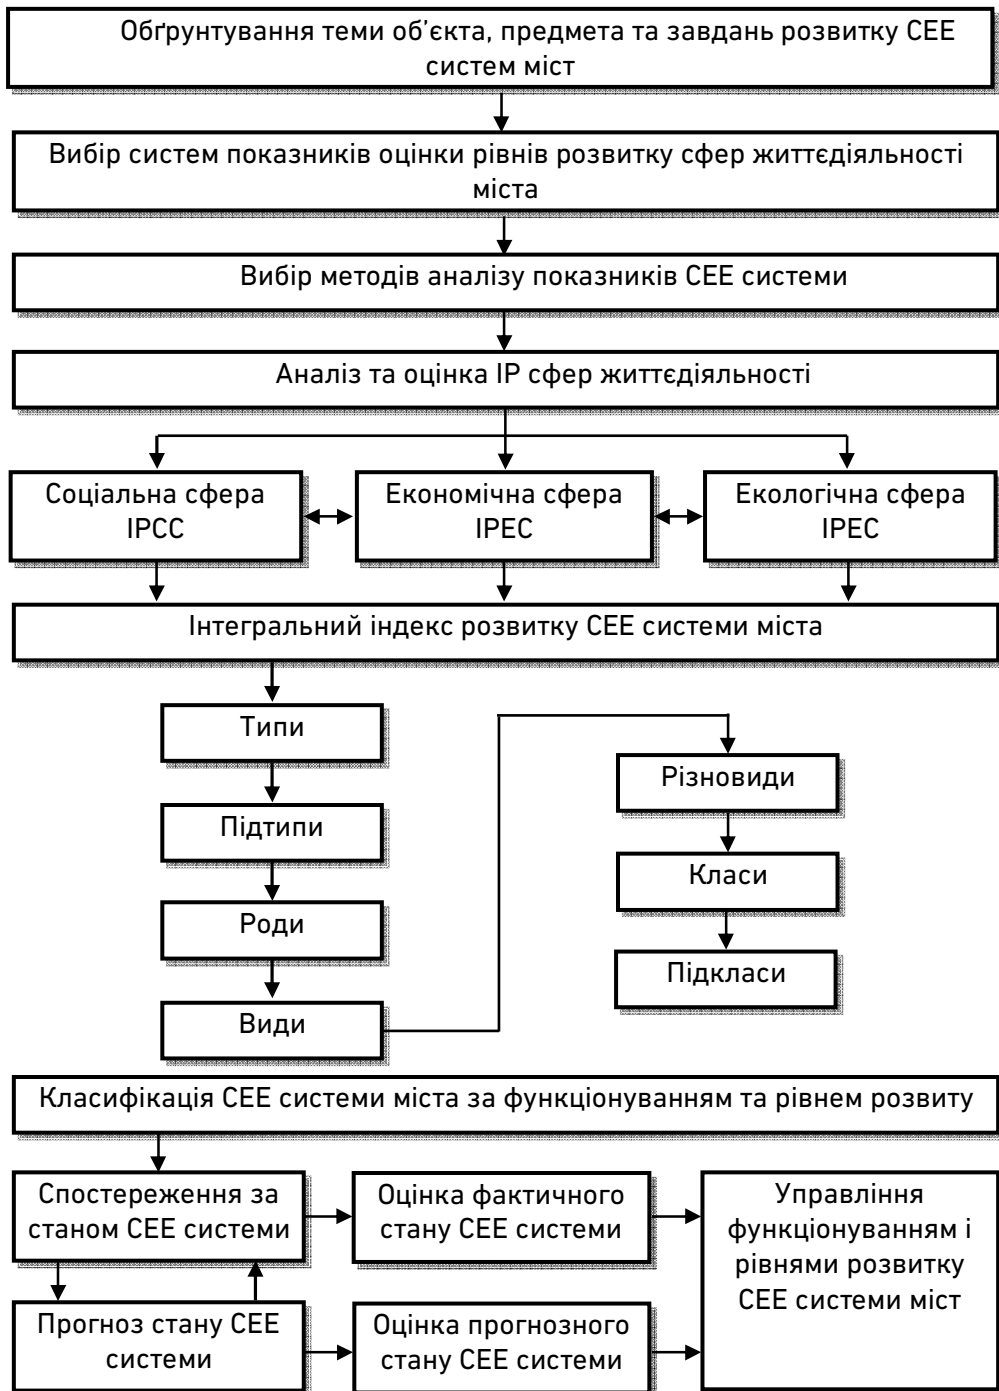 Обґрунтування теми об’єкта, предмета та завдань розвитку СЕЕ
систем міст
Вибір систем показників оцінки рівнів розвитку сфер життєдіяльності
міста
Вибір методів аналізу показників СЕЕ системи
Аналіз та оцінка ІР сфер життєдіяльності
Соціальна сфера
ІРСС
Економічна сфера
ІРЕС
Екологічна сфера
ІРЕС
Інтегральний індекс розвитку СЕЕ системи міста
Типи
Підтипи
Роди
Види
Різновиди
Класи
Підкласи
Класифікація СЕЕ системи міста за функціонуванням та рівнем розвиту
Спостереження за
станом СЕЕ системи
Оцінка фактичного
стану СЕЕ системи
Управління
функціонуванням і
рівнями розвитку
СЕЕ системи міст
Прогноз стану СЕЕ
системи
Оцінка прогнозного
стану СЕЕ системи